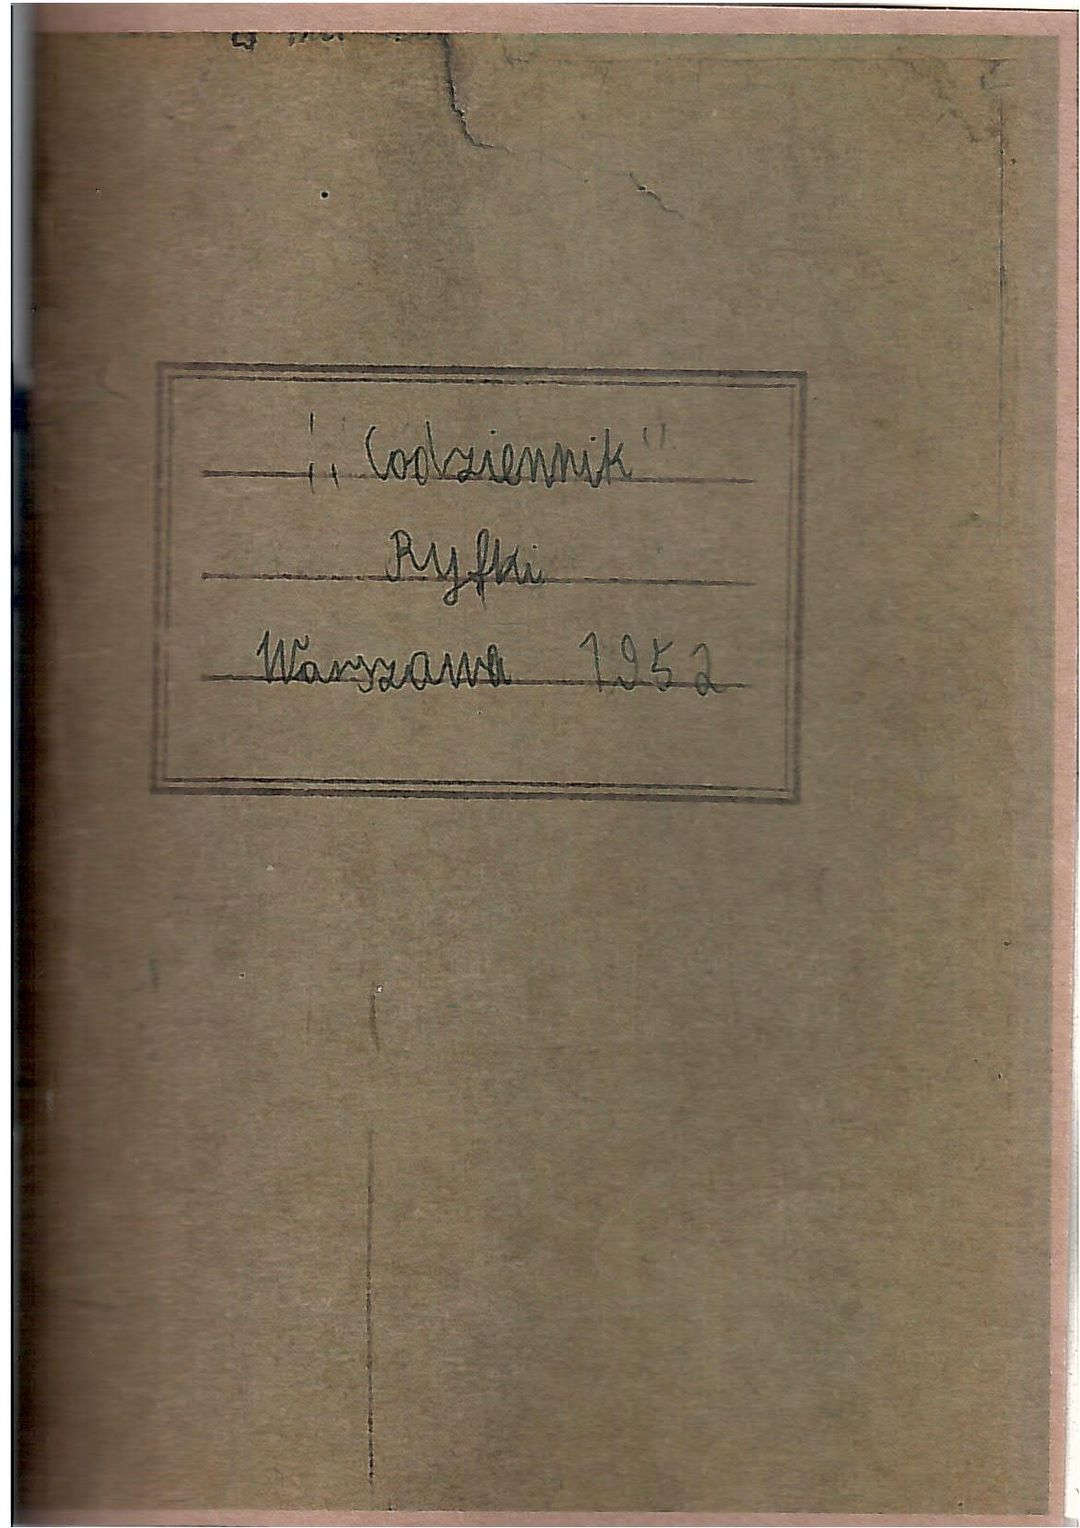 „Codziennik"
Ryfki
Warszawa 1952